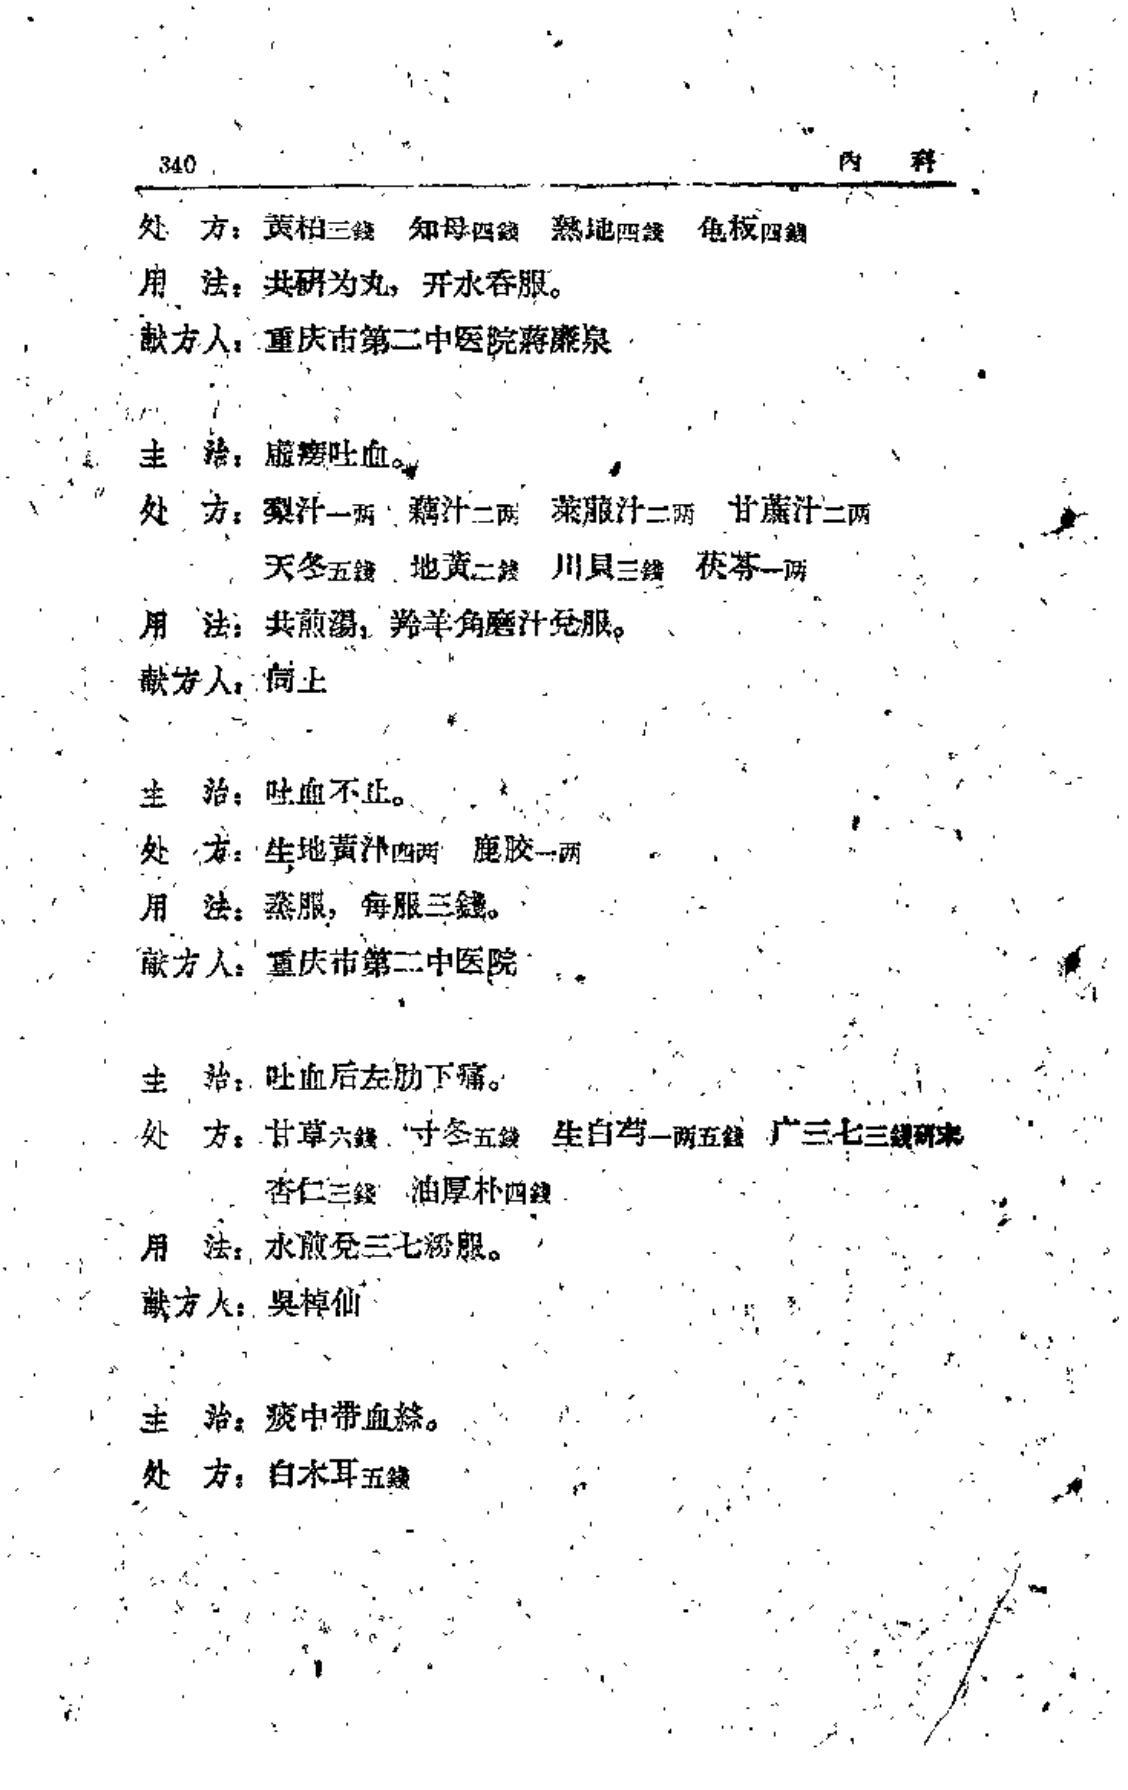 340 内 科
处 方：黄柏三錢 知母四錢 熟地四錢 龟板四錢
用 法：共研为丸，开水吞服。
献方人：重庆市第二中医院蔣廉泉
主 治：虛痨吐血。
处 方：梨汁一两 藕汁二两 萊菔汁二两 甘蔗汁二两
天冬五錢 地黃二錢 川貝三錢 茯苓一两
用 法：共煎湯，羚羊角磨汁兌服。
献方人：同上
主 治：吐血不止。
处 方：生地黃汁四两 鹿胶一两
用 法：蒸服，每服三錢。
献方人：重庆市第二中医院
主 治：吐血后左肋下痛。
处 方：甘草六錢 寸冬五錢 生白芍一两五錢 广三七三錢研末
杏仁三錢 油厚朴四錢
用 法：水煎兌三七粉服。
献方人：吳棹仙
主 治：痰中带血絲。
处 方：白木耳五錢